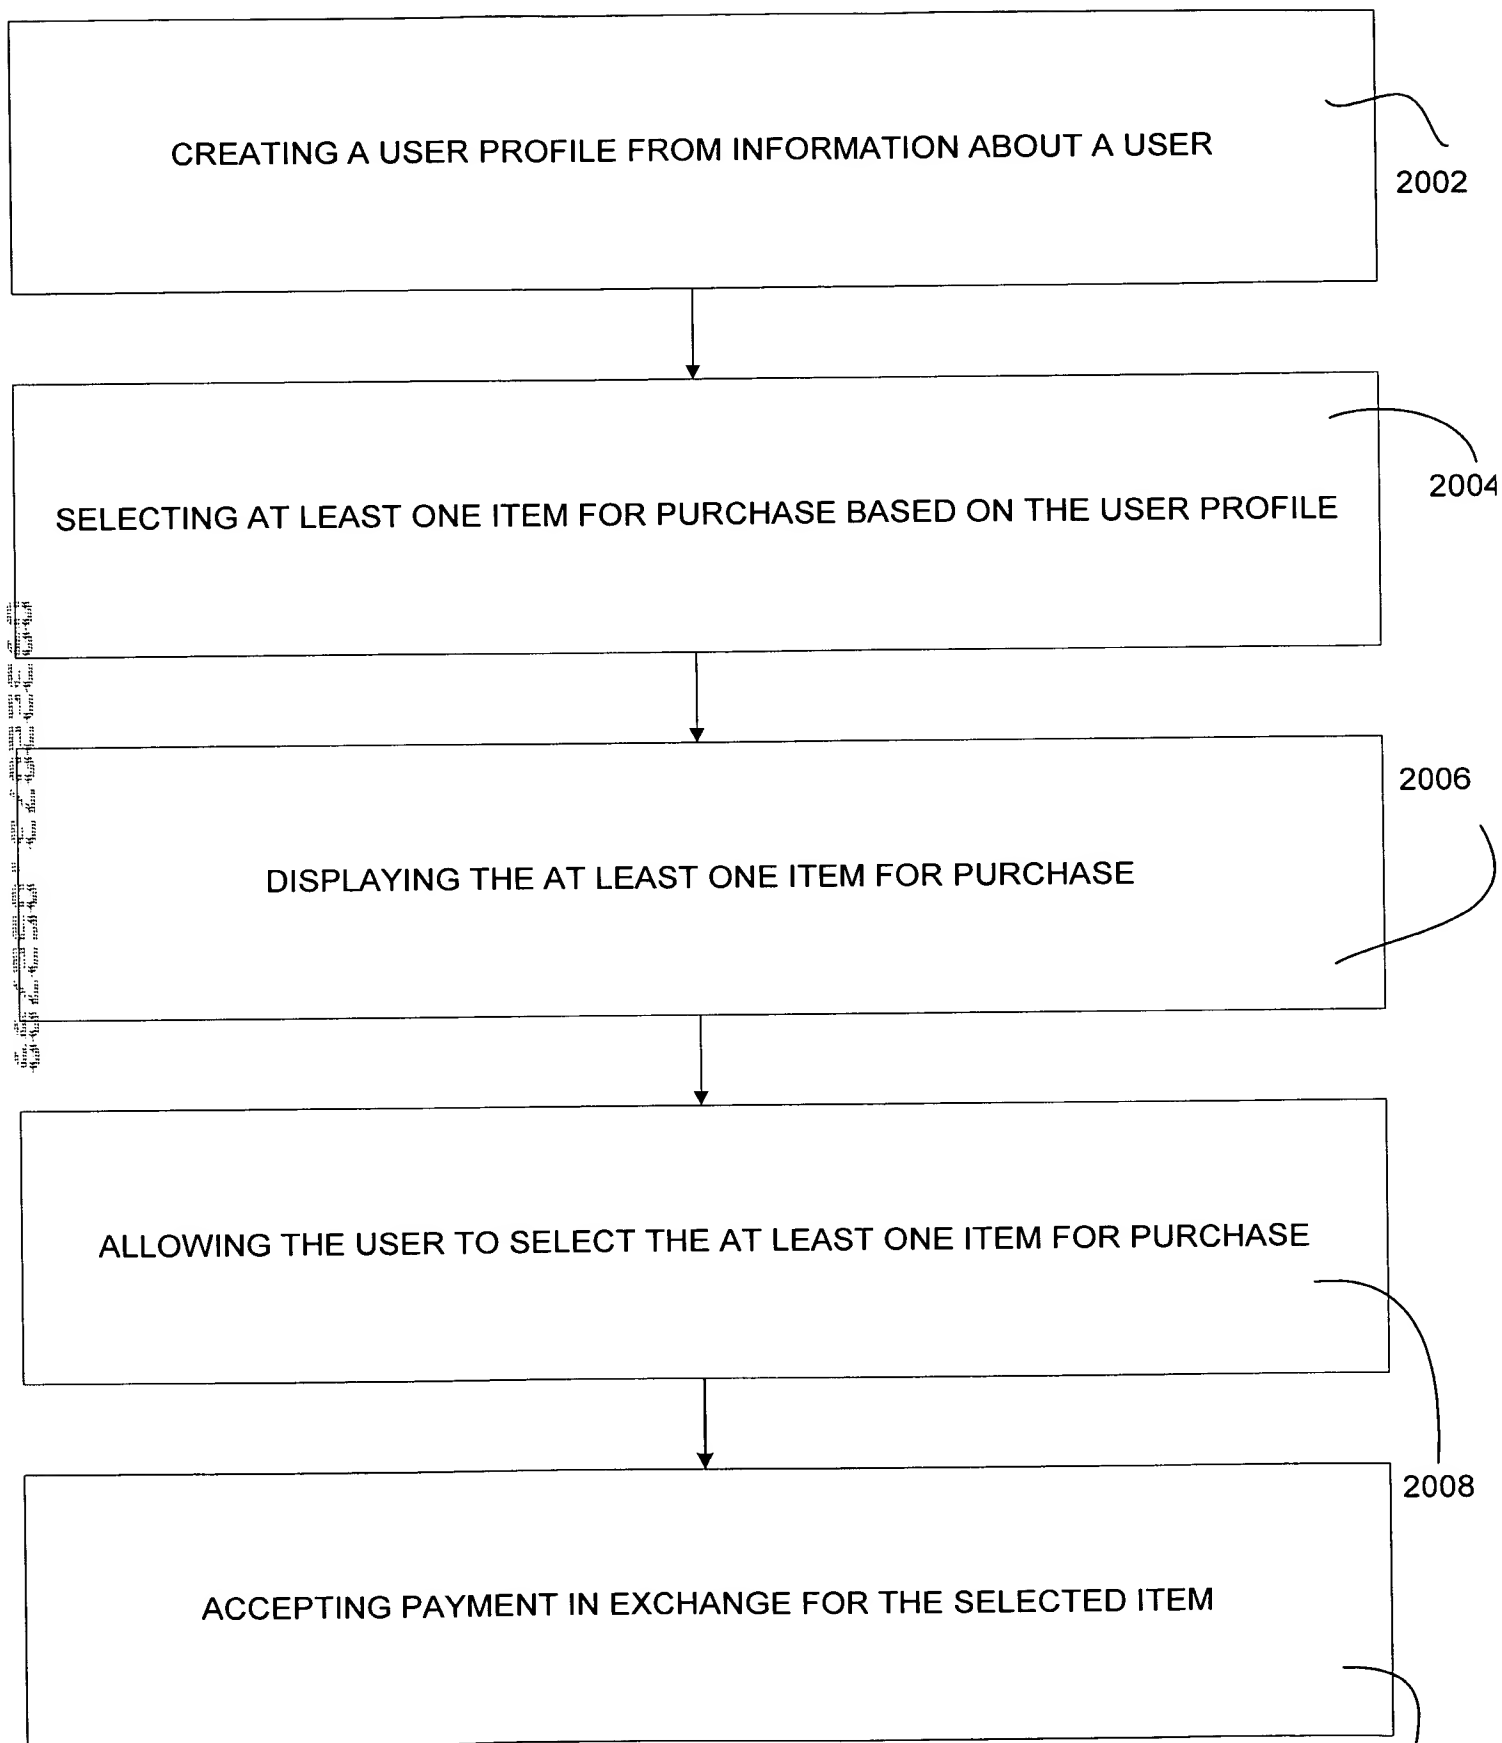 CREATING A USER PROFILE FROM INFORMATION ABOUT A USER
2002
SELECTING AT LEAST ONE ITEM FOR PURCHASE BASED ON THE USER PROFILE
2004
2006
DISPLAYING THE AT LEAST ONE ITEM FOR PURCHASE
ALLOWING THE USER TO SELECT THE AT LEAST ONE ITEM FOR PURCHASE
2008
ACCEPTING PAYMENT IN EXCHANGE FOR THE SELECTED ITEM